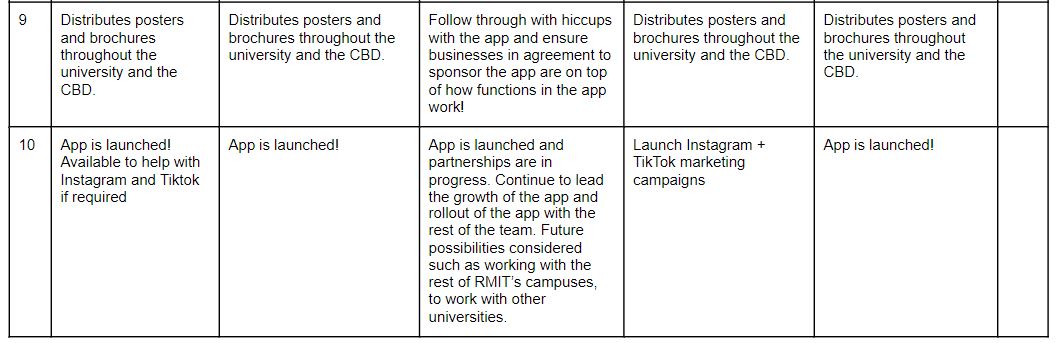 9
Distributes posters
and brochures
throughout the
university and the
CBD.
Distributes posters and
brochures throughout the
university and the CBD.
Follow through with hiccups
with the app and ensure
businesses in agreement to
sponsor the app are on top
of how functions in the app
work!
Distributes posters and
brochures throughout the
university and the CBD.
Distributes posters and
brochures throughout
the university and the
CBD.
10
App is launched!
Available to help with
Instagram and Tiktok
if required
App is launched!
App is launched and
partnerships are in
progress. Continue to lead
the growth of the app and
rollout of the app with the
rest of the team. Future
possibilities considered
such as working with the
rest of RMIT’s campuses,
to work with other
universities.
Launch Instagram +
TikTok marketing
campaigns
App is launched!